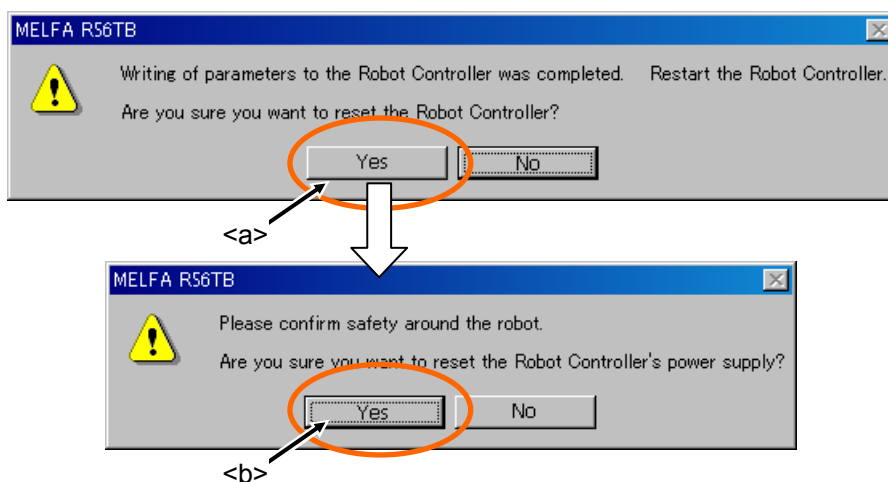 MELFA R56TB
Writing of parameters to the Robot Controller was completed. Restart the Robot Controller.
Are you sure you want to reset the Robot Controller?
Yes No
<a>
MELFA R56TB
Please confirm safety around the robot.
Are you sure you want to reset the Robot Controller's power supply?
Yes No
<b>